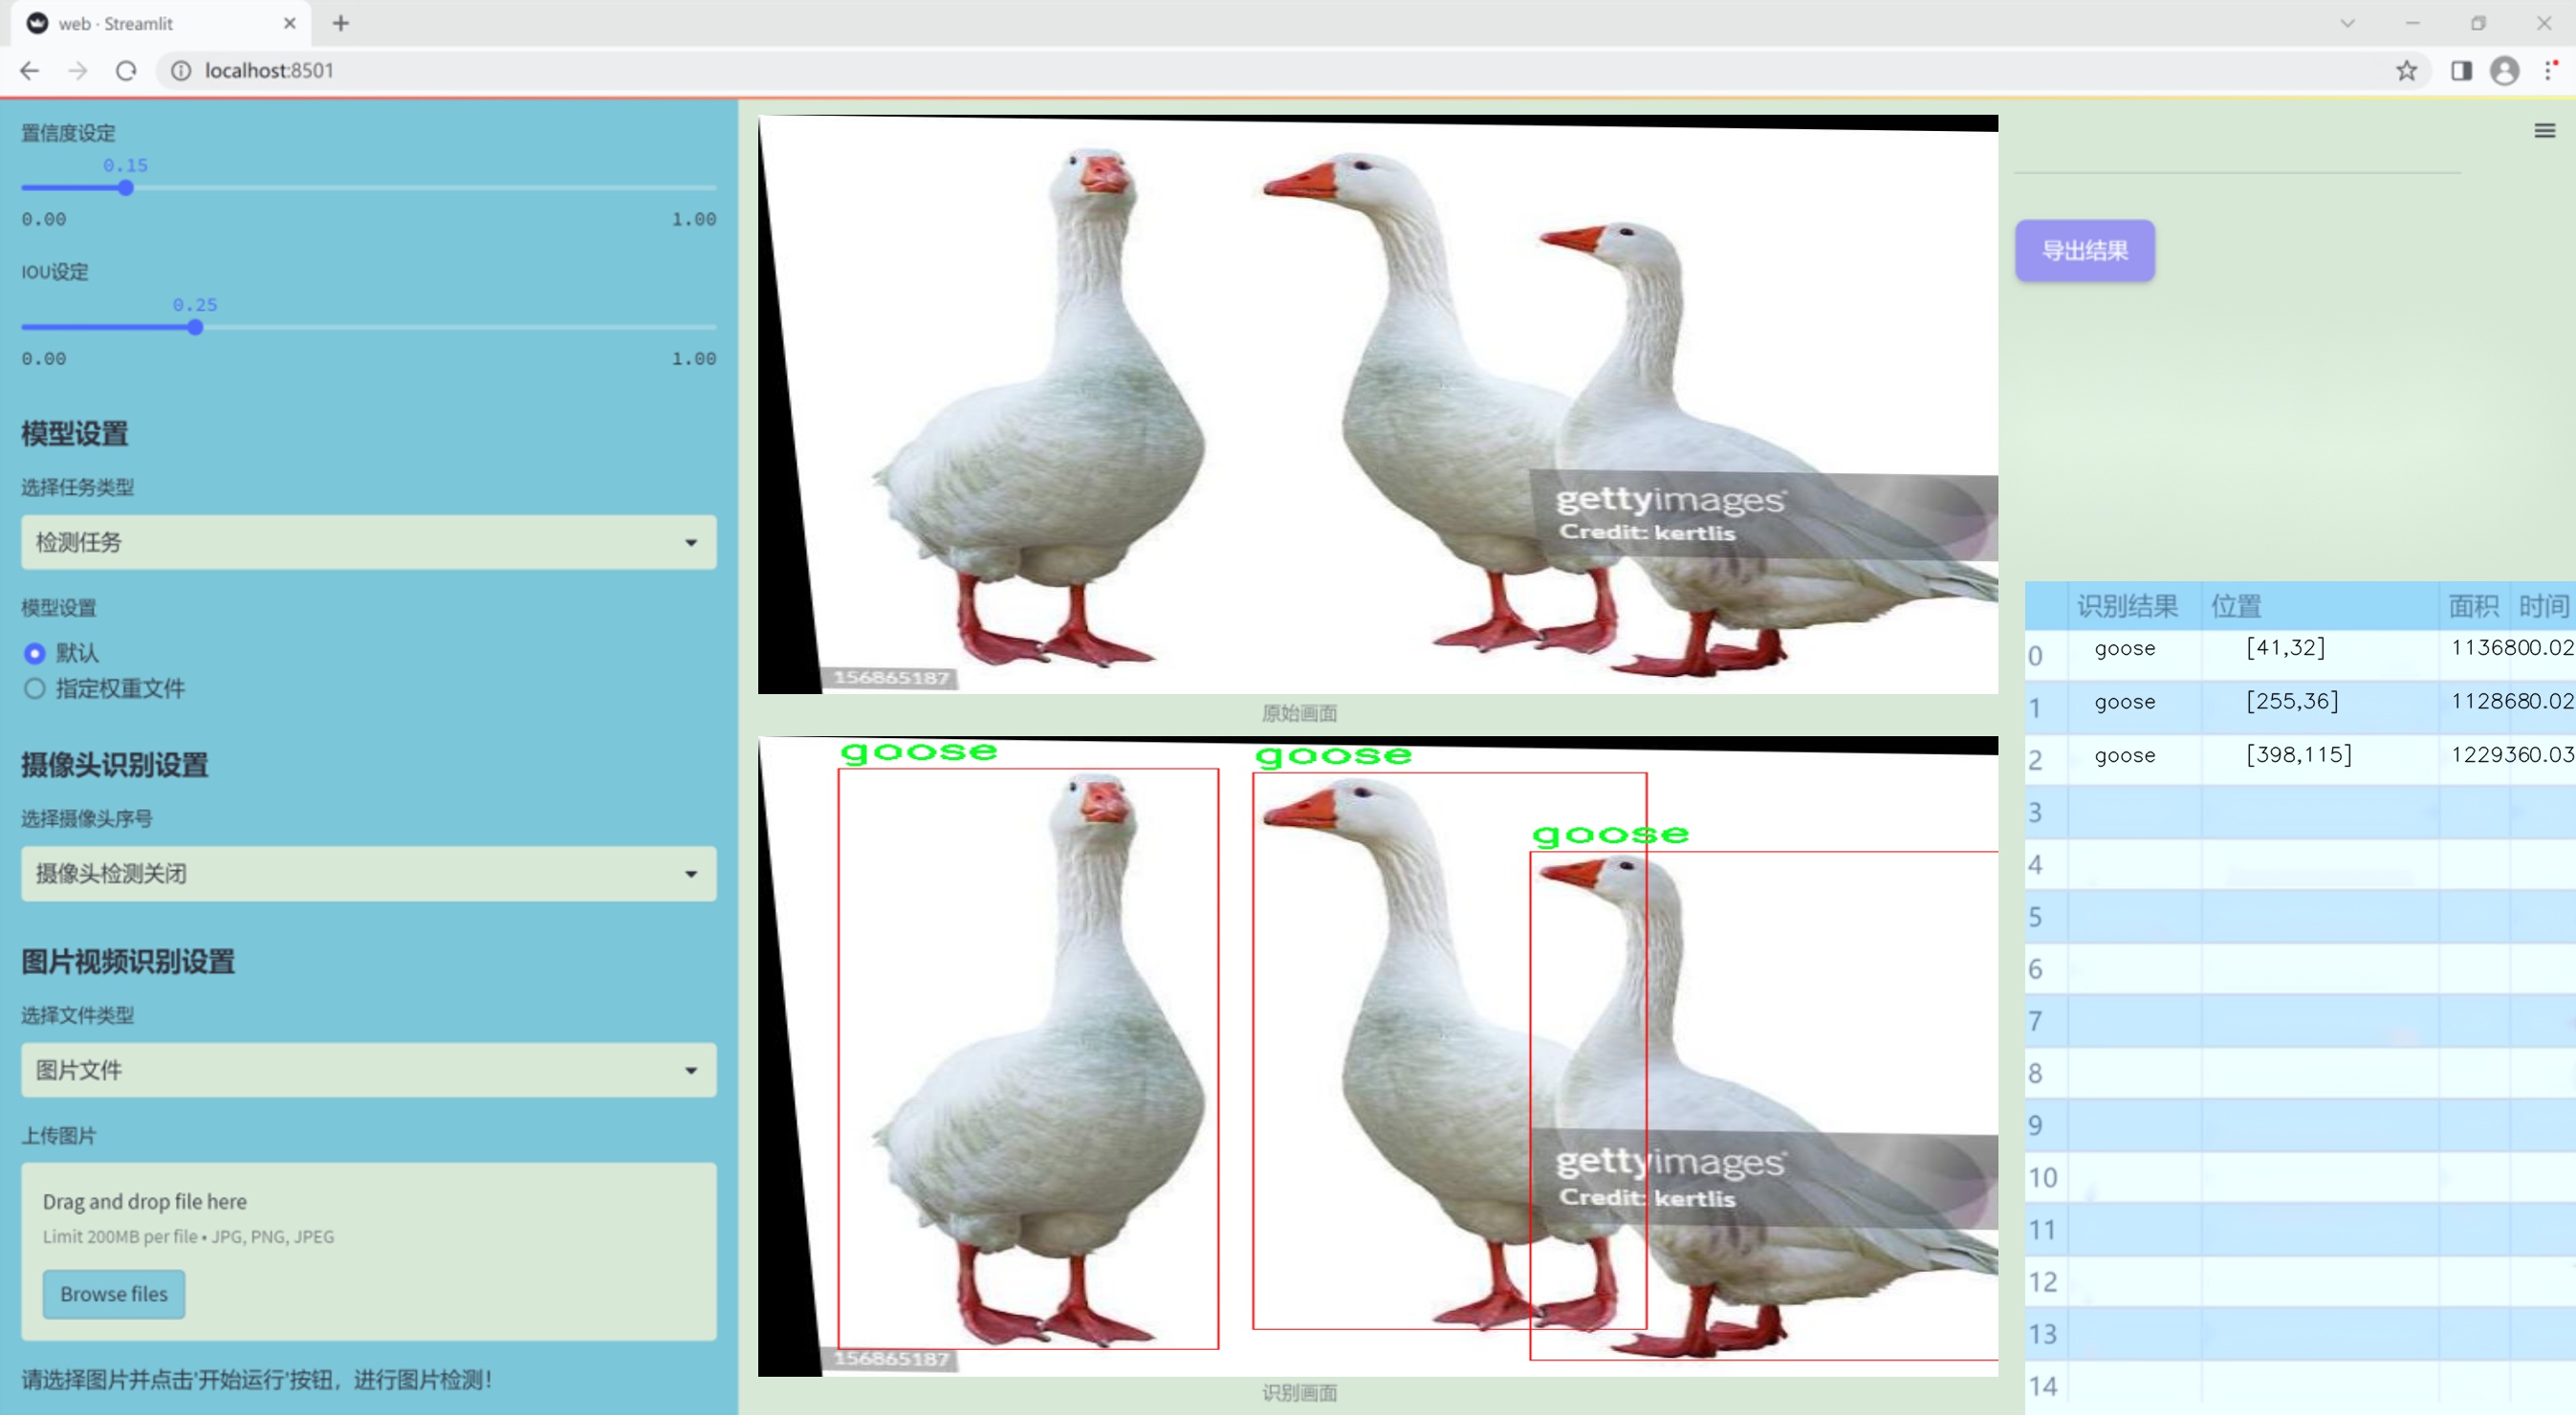 web · Streamlit
localhost:8501
置信度设定
0.15
0.00 1.00
IOU设定
0.25
0.00 1.00
模型设置
选择任务类型
检测任务
模型设置
默认
指定权重文件
摄像头识别设置
选择摄像头序号
摄像头检测关闭
图片视频识别设置
选择文件类型
图片文件
上传图片
Drag and drop file here
Limit 200MB per file • JPG, PNG, JPEG
Browse files
请选择图片并点击'开始运行'按钮，进行图片检测！
gettyimages®
Credit: kertlis
156865187
原始画面
goose
goose
goose
gettyimages®
Credit: kertlis
156865187
识别画面
导出结果
识别结果 位置 面积 时间
0 goose [41,32] 1136800.02
1 goose [255,36] 1128680.02
2 goose [398,115] 1229360.03
3
4
5
6
7
8
9
10
11
12
13
14